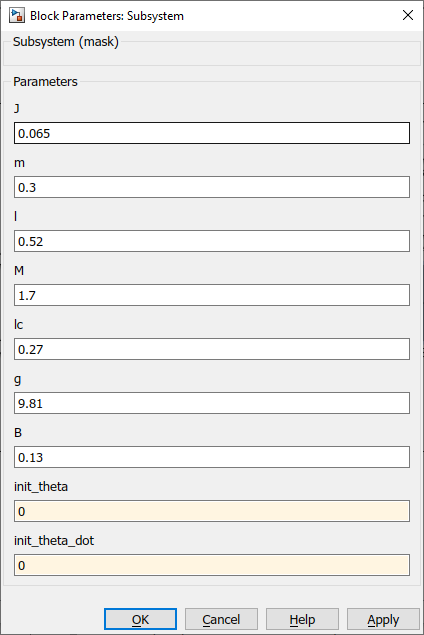 Block Parameters: Subsystem
Subsystem (mask)
Parameters
J
0.065
m
0.3
l
0.52
M
1.7
lc
0.27
g
9.81
B
0.13
init_theta
0
init_theta_dot
0
OK Cancel Help Apply